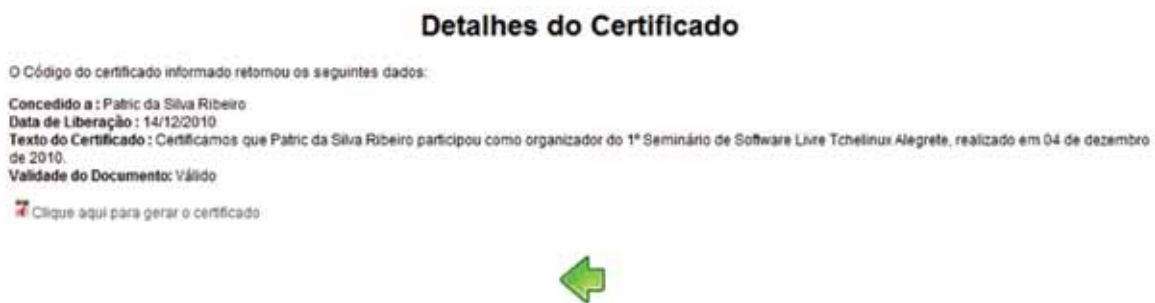 Detalhes do Certificado
O Código do certificado informado retornou os seguintes dados:
Concedido a : Patric da Silva Ribeiro
Data de Liberação : 14/12/2010
Texto do Certificado : Certificamos que Patric da Silva Ribeiro participou como organizador do 1º Seminário de Software Livre Tchelinux Alegrete, realizado em 04 de dezembro
de 2010.
Validade do Documento: Válido
Clique aqui para gerar o certificado